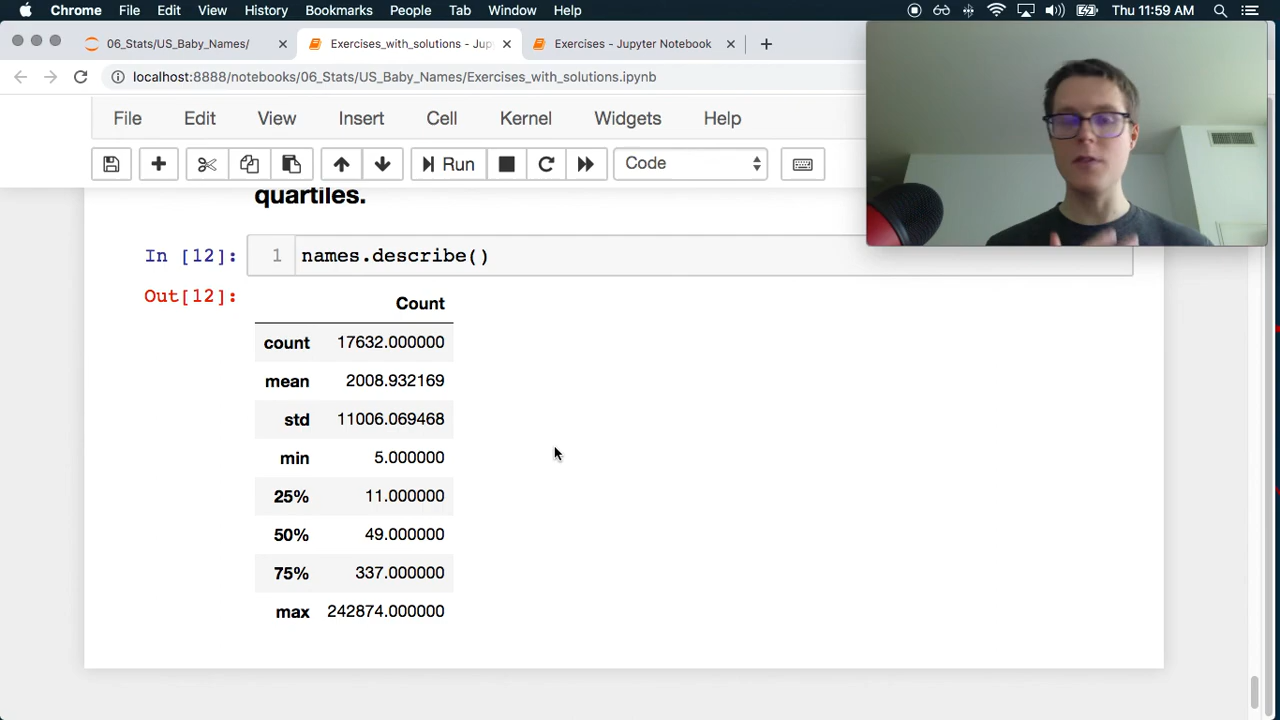 Chrome File Edit View History Bookmarks People Tab Window Help Thu 11:59 AM
06_Stats/US_Baby_Names/ Exercises_with_solutions - Jup Exercises - Jupyter Notebook
localhost:8888/notebooks/06_Stats/US_Baby_Names/Exercises_with_solutions.ipynb
File Edit View Insert Cell Kernel Widgets Help
Run Code
quartiles.
In [12]: 1 names.describe()
Out[12]:
Count
count 17632.000000
mean 2008.932169
std 11006.069468
min 5.000000
25% 11.000000
50% 49.000000
75% 337.000000
max 242874.000000